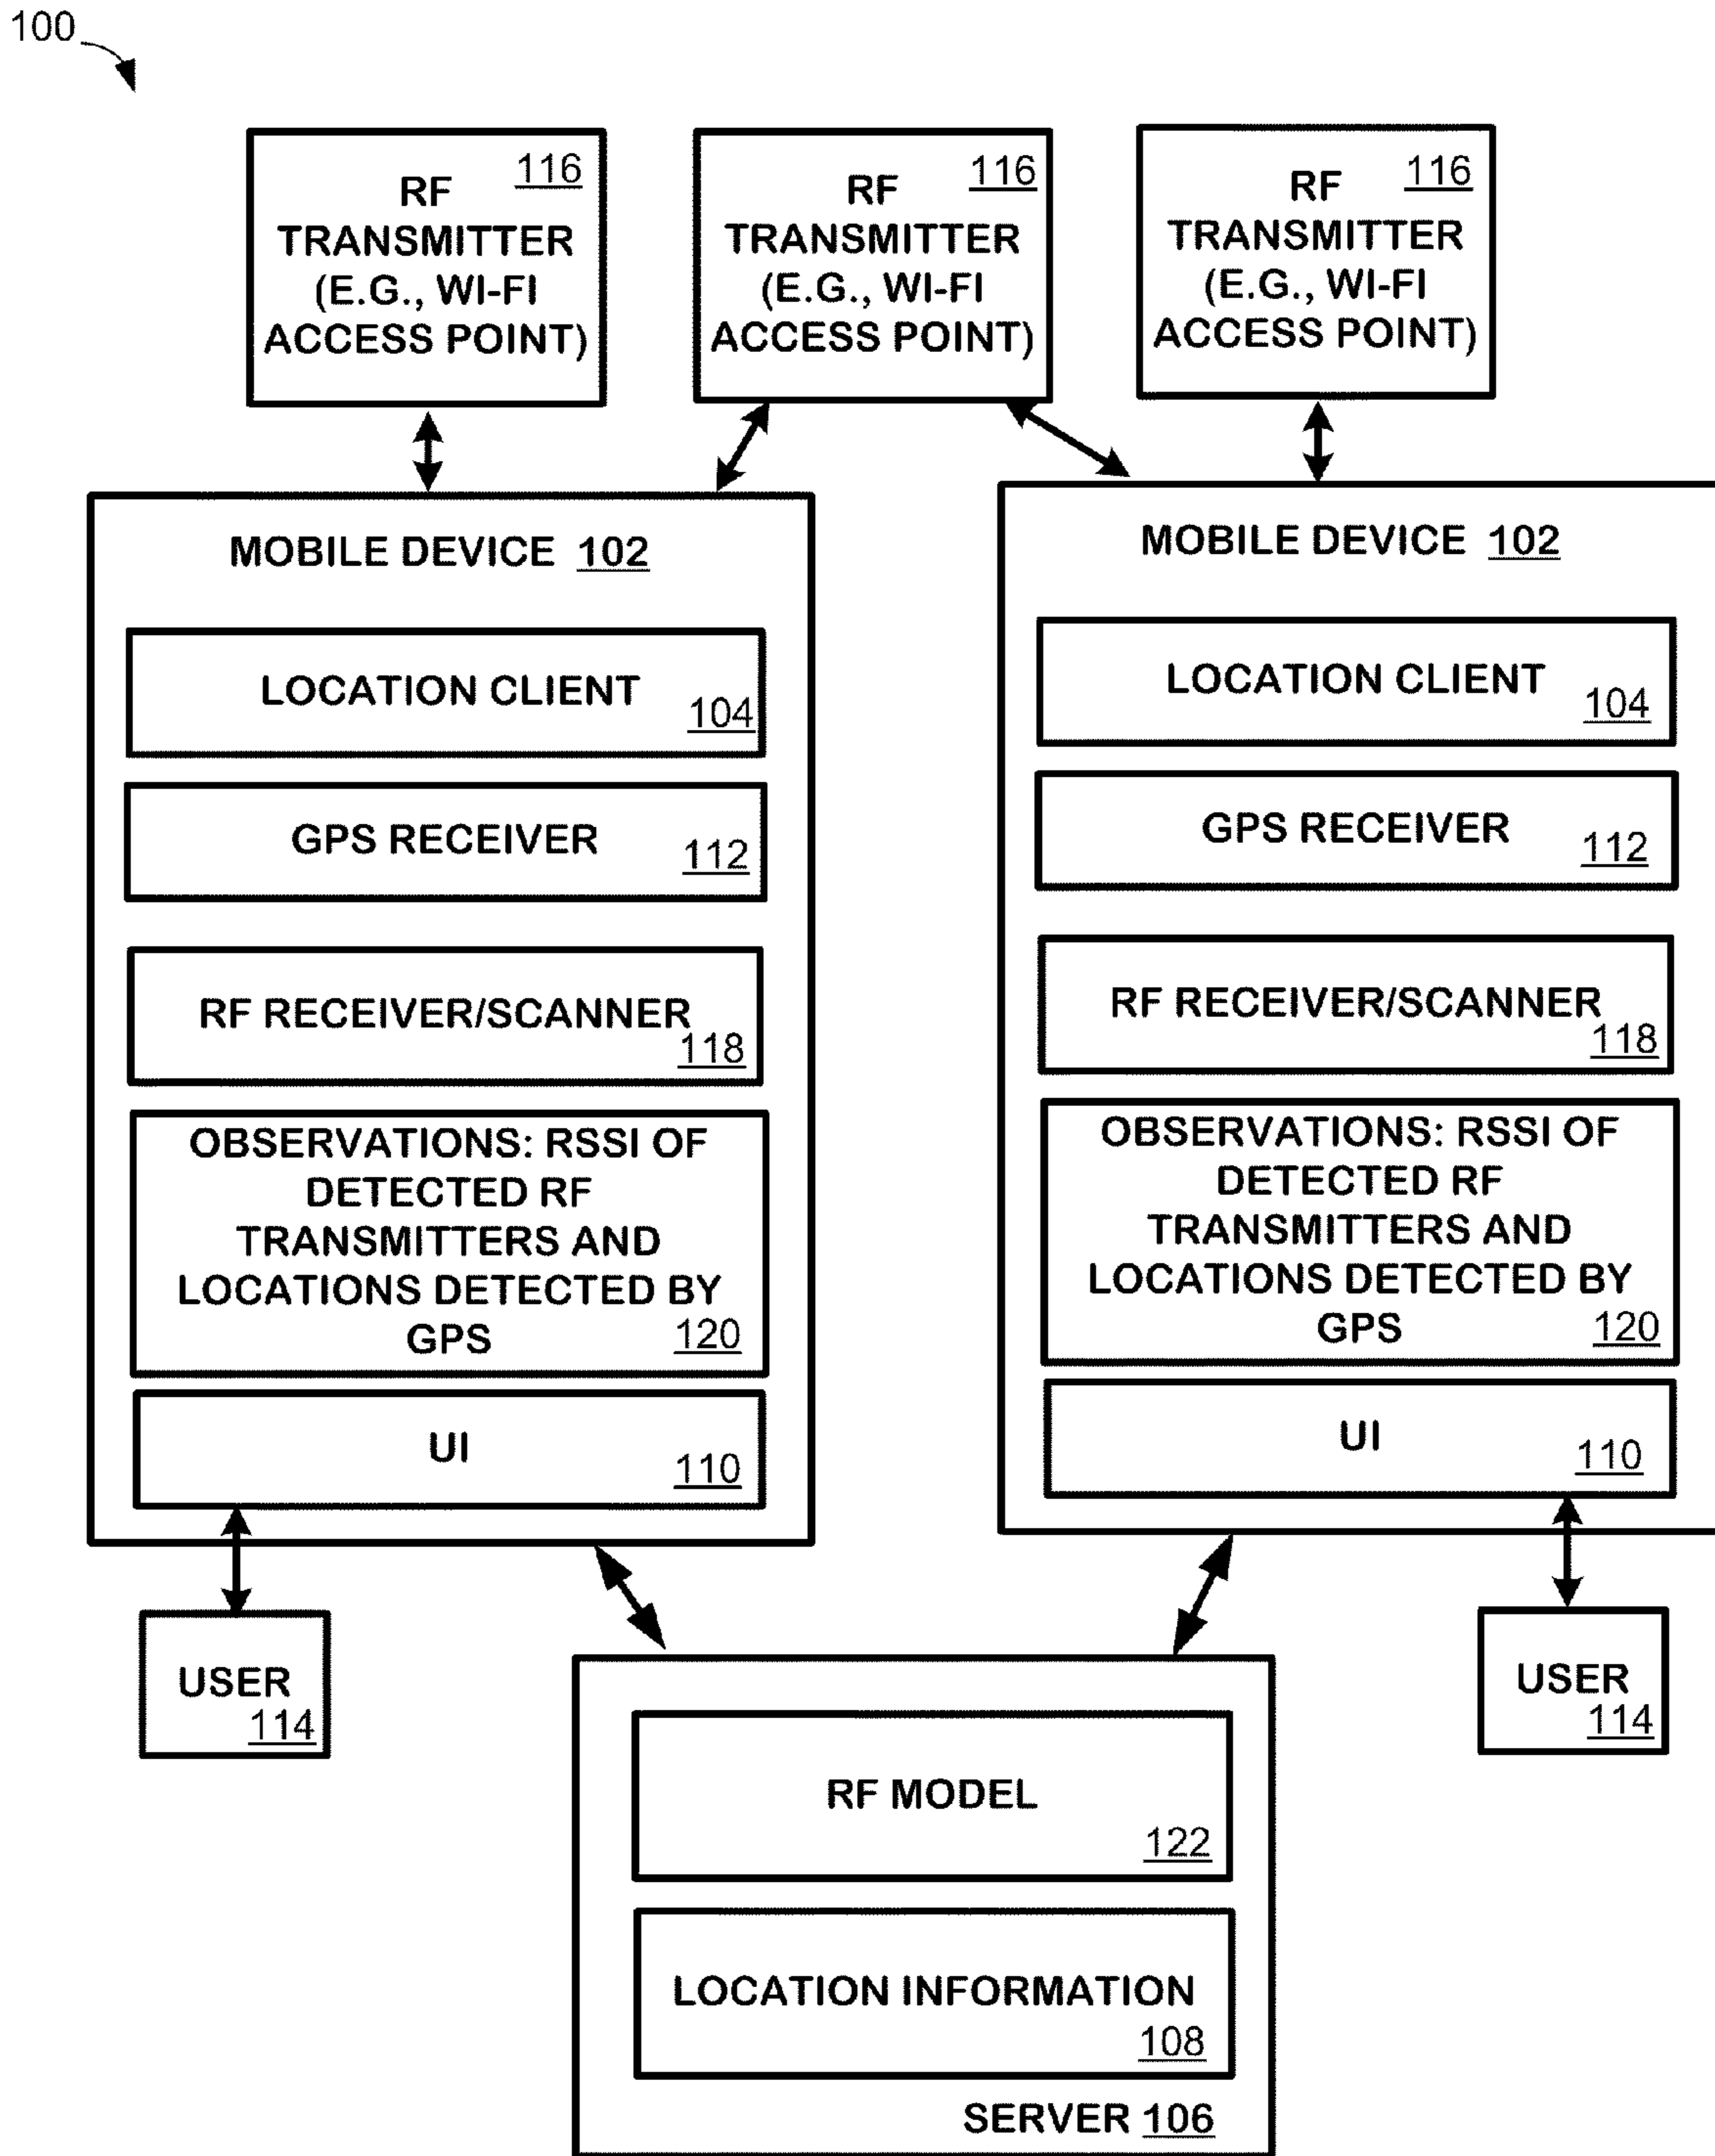 100
116
RF
TRANSMITTER
(E.G., WI-FI
ACCESS POINT)
116
RF
TRANSMITTER
(E.G., WI-FI
ACCESS POINT)
116
RF
TRANSMITTER
(E.G., WI-FI
ACCESS POINT)
MOBILE DEVICE 102
LOCATION CLIENT
104
GPS RECEIVER
112
RF RECEIVER/SCANNER
118
OBSERVATIONS: RSSI OF
DETECTED RF
TRANSMITTERS AND
LOCATIONS DETECTED BY
GPS 120
UI
110
USER
114
MOBILE DEVICE 102
LOCATION CLIENT
104
GPS RECEIVER
112
RF RECEIVER/SCANNER
118
OBSERVATIONS: RSSI OF
DETECTED RF
TRANSMITTERS AND
LOCATIONS DETECTED BY
GPS 120
UI
110
USER
114
RF MODEL
122
LOCATION INFORMATION
108
SERVER 106